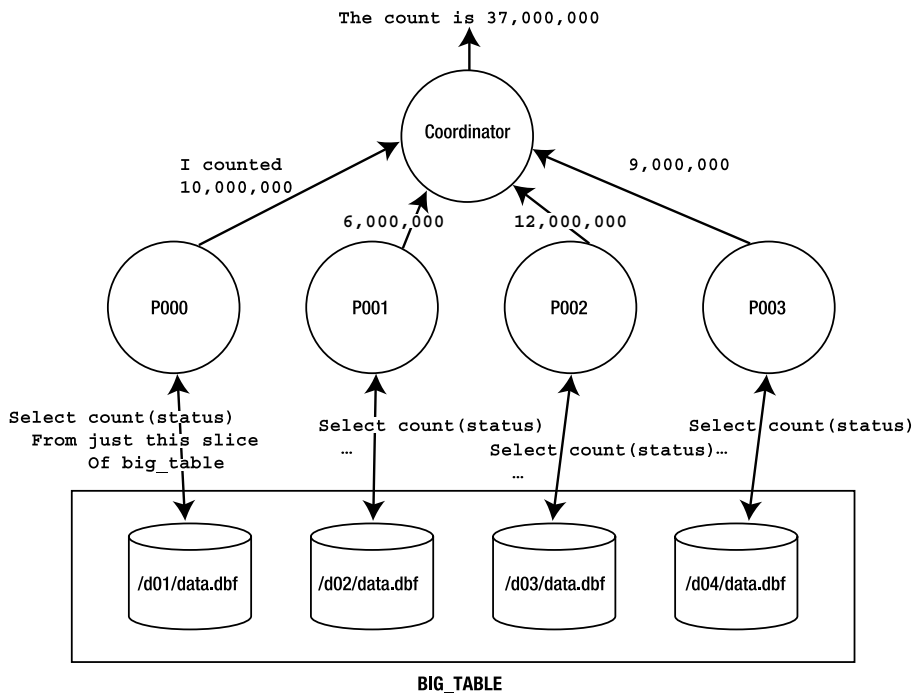 The count is 37,000,000
Coordinator
I counted
10,000,000
9,000,000
6,000,000
12,000,000
P000
P001
P002
P003
Select count(status)
From just this slice
Of big_table
Select count(status)
…
Select count(status)
…
Select count(status)
…
/d01/data.dbf
/d02/data.dbf
/d03/data.dbf
/d04/data.dbf
BIG_TABLE